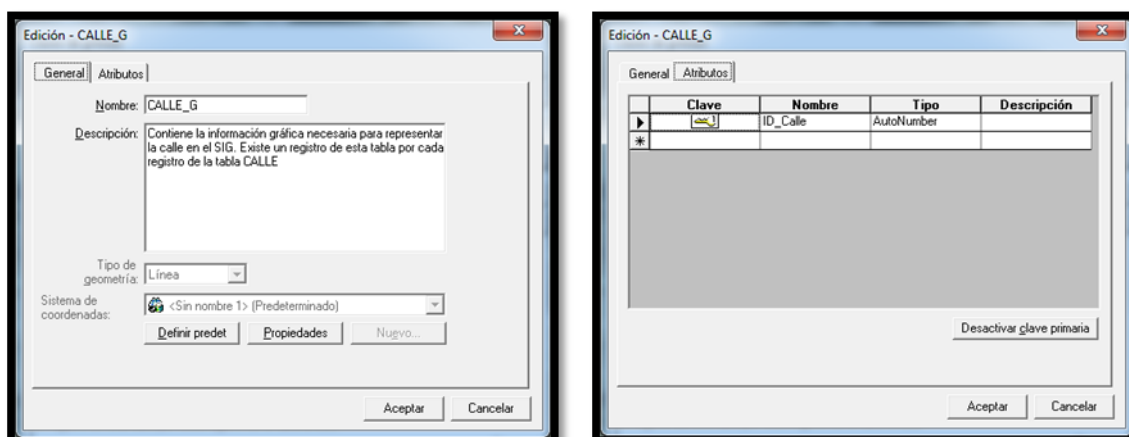 Edición - CALLE_G
General Atributos
Nombre: CALLE_G
Descripción: Contiene la información gráfica necesaria para representar
la calle en el SIG. Existe un registro de esta tabla por cada
registro de la tabla CALLE
Tipo de
geometría: Línea
Sistema de
coordenadas: <Sin nombre 1> (Predeterminado)
Definir predet Propiedades Nuevo...
Aceptar Cancelar
Edición - CALLE_G
General Atributos
Clave Nombre Tipo Descripción
ID_Calle AutoNumber
Desactivar clave primaria
Aceptar Cancelar